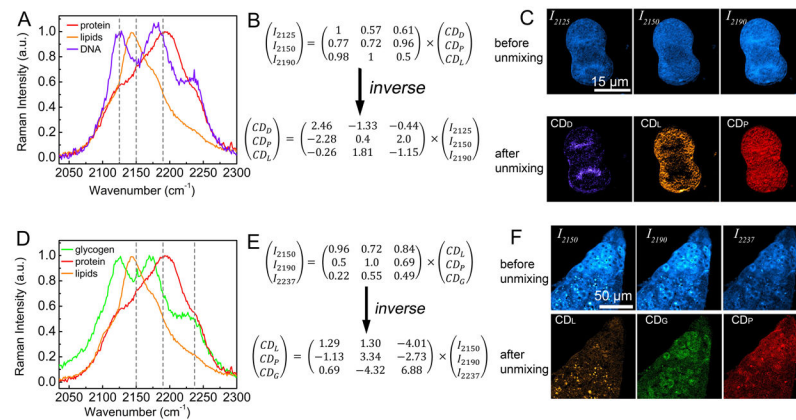 A
protein
lipids
DNA
Raman Intensity (a.u.)
1.0
0.8
0.6
0.4
0.2
0.0
2050 2100 2150 2200 2250 2300
Wavenumber (cm⁻¹)
B
I2125 1 0.57 0.61 CDD
I2150 = 0.77 0.72 0.96 × CDP
I2190 0.98 1 0.5 CDL
inverse
CDD 2.46 −1.33 −0.44 I2125
CDP = −2.28 0.4 2.0 × I2150
CDL −0.26 1.81 −1.15 I2190
C
before unmixing
I2125 I2150 I2190
15 µm
after unmixing
CDD CDL CDP
D
glycogen
protein
lipids
Raman Intensity (a.u.)
1.0
0.8
0.6
0.4
0.2
0.0
2050 2100 2150 2200 2250 2300
Wavenumber (cm⁻¹)
E
I2150 0.96 0.72 0.84 CDL
I2190 = 0.5 1.0 0.69 × CDP
I2237 0.22 0.55 0.49 CDG
inverse
CDL 1.29 1.30 −4.01 I2150
CDP = −1.13 3.34 −2.73 × I2190
CDG 0.69 −4.32 6.88 I2237
F
before unmixing
I2150 I2190 I2237
50 µm
after unmixing
CDL CDG CDP